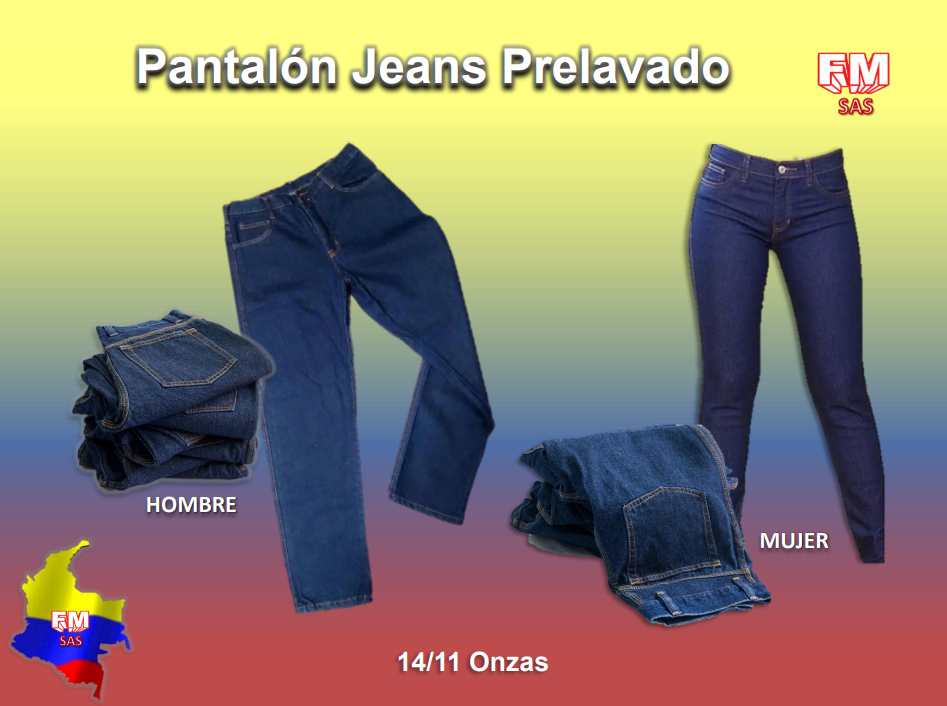 Pantalón Jeans Prelavado
FM
SAS
HOMBRE
MUJER
FM
SAS
14/11 Onzas